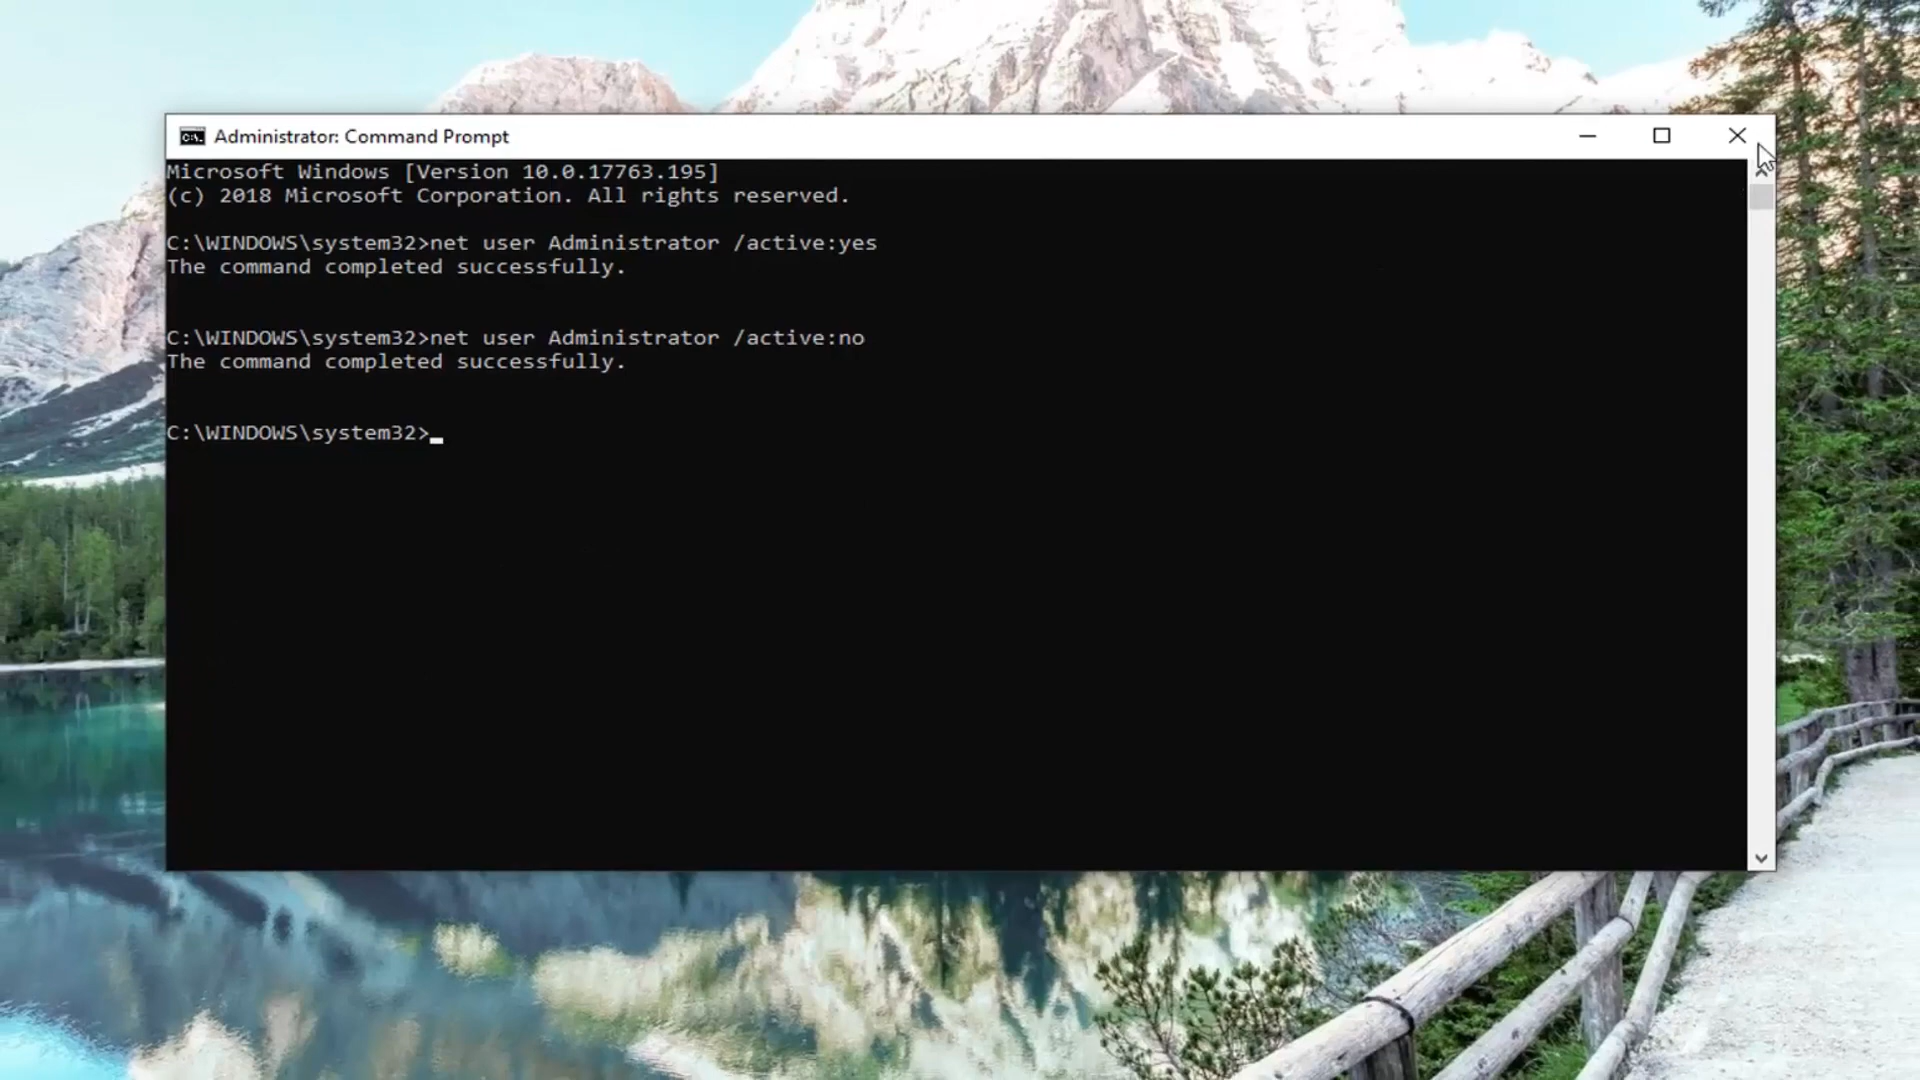 Administrator: Command Prompt
Microsoft Windows [Version 10.0.17763.195]
(c) 2018 Microsoft Corporation. All rights reserved.
C:\WINDOWS\system32>net user Administrator /active:yes
The command completed successfully.
C:\WINDOWS\system32>net user Administrator /active:no
The command completed successfully.
C:\WINDOWS\system32>